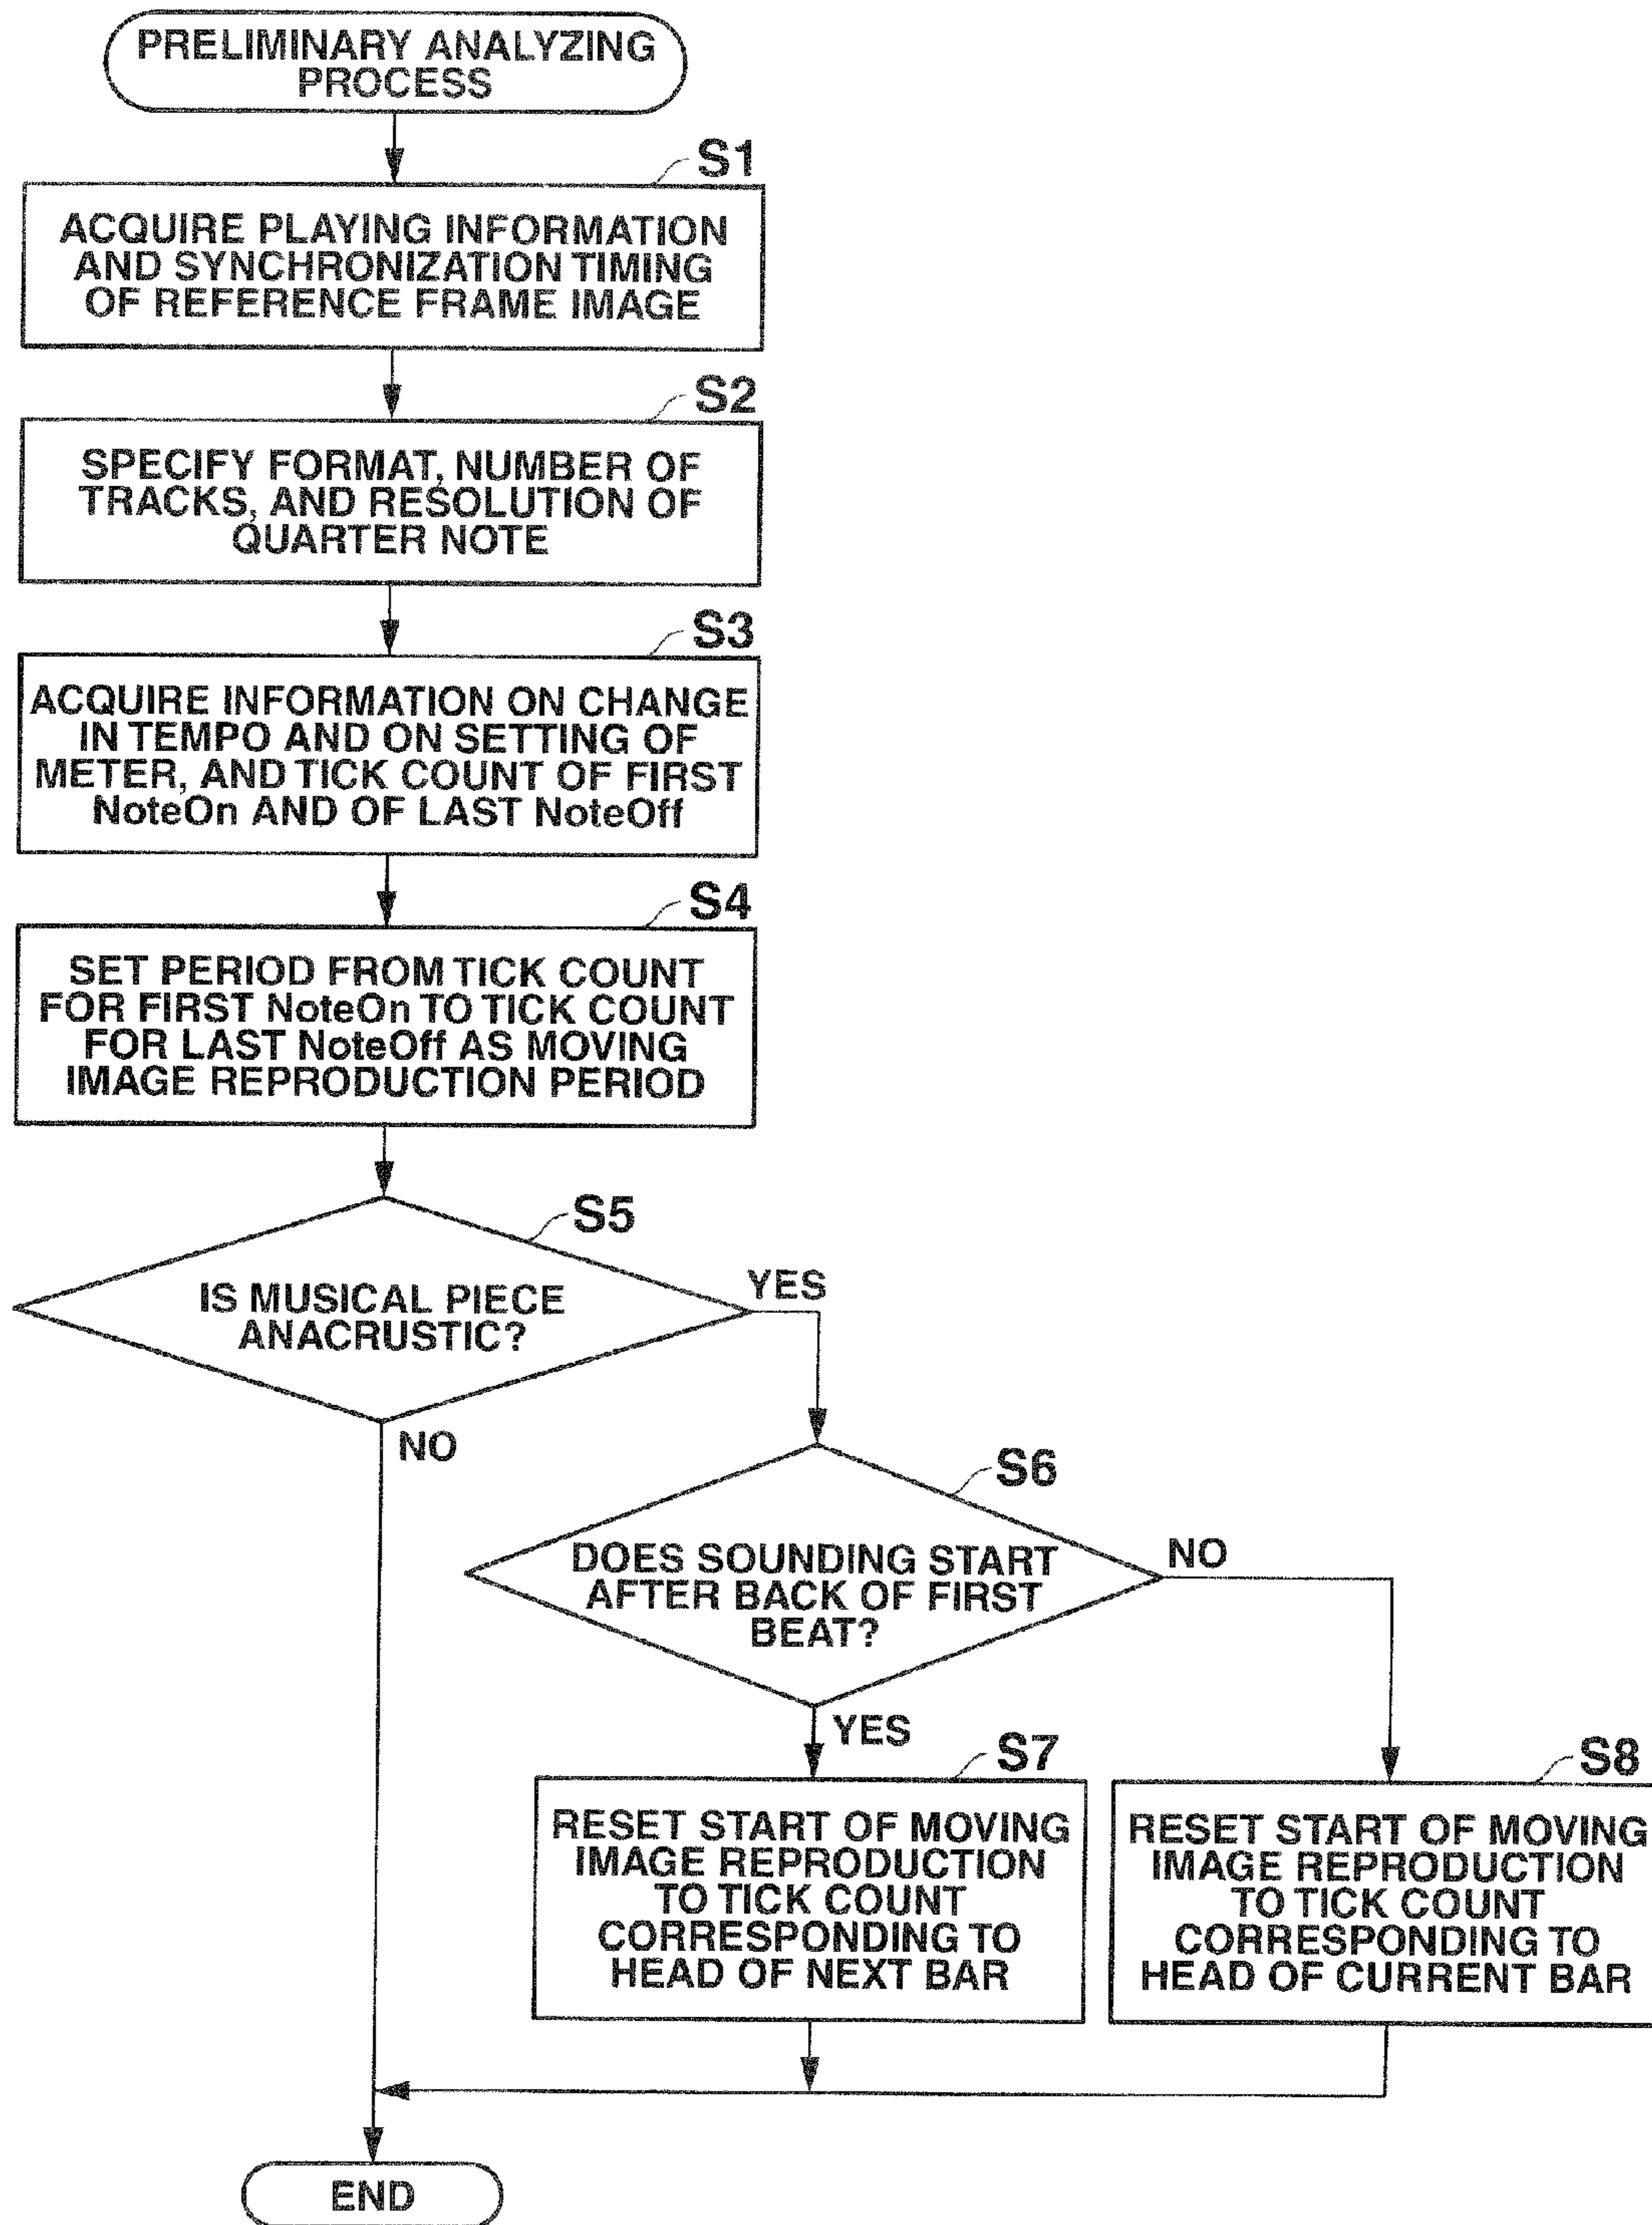 PRELIMINARY ANALYZING
PROCESS
S1
ACQUIRE PLAYING INFORMATION
AND SYNCHRONIZATION TIMING
OF REFERENCE FRAME IMAGE
S2
SPECIFY FORMAT, NUMBER OF
TRACKS, AND RESOLUTION OF
QUARTER NOTE
S3
ACQUIRE INFORMATION ON CHANGE
IN TEMPO AND ON SETTING OF
METER, AND TICK COUNT OF FIRST
NoteOn AND OF LAST NoteOff
S4
SET PERIOD FROM TICK COUNT
FOR FIRST NoteOn TO TICK COUNT
FOR LAST NoteOff AS MOVING
IMAGE REPRODUCTION PERIOD
S5
IS MUSICAL PIECE
ANACRUSTIC?
YES
NO
S6
DOES SOUNDING START
AFTER BACK OF FIRST
BEAT?
NO
YES
S7
RESET START OF MOVING
IMAGE REPRODUCTION
TO TICK COUNT
CORRESPONDING TO
HEAD OF NEXT BAR
S8
RESET START OF MOVING
IMAGE REPRODUCTION
TO TICK COUNT
CORRESPONDING TO
HEAD OF CURRENT BAR
END